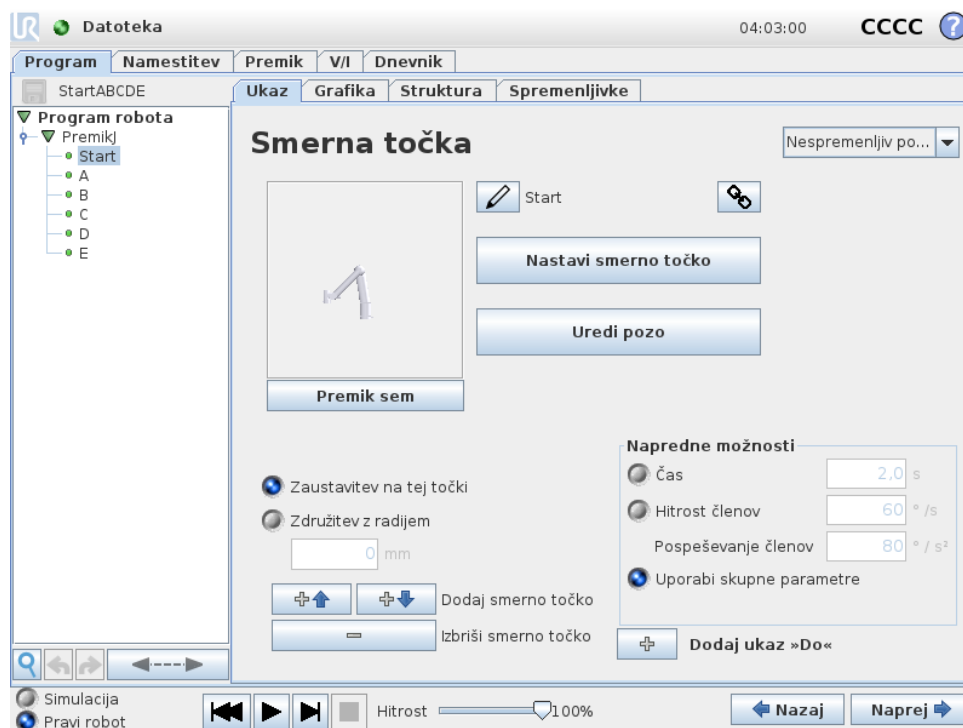 UR Datoteka 04:03:00 CCCC ?
Program Namestitev Premik V/I Dnevnik
StartABCDE Ukaz Grafika Struktura Spremenljivke
Program robota
PremikJ
Start
A
B
C
D
E
Smerna točka Nespremenljiv po...
Start
Nastavi smerno točko
Uredi pozo
Premik sem
Zaustavitev na tej točki
Združitev z radijem
0 mm
Dodaj smerno točko
Izbriši smerno točko
Napredne možnosti
Čas 2,0 s
Hitrost členov 60 ° /s
Pospeševanje členov 80 ° / s²
Uporabi skupne parametre
Dodaj ukaz »Do«
Simulacija
Pravi robot
Hitrost 100% Nazaj Naprej